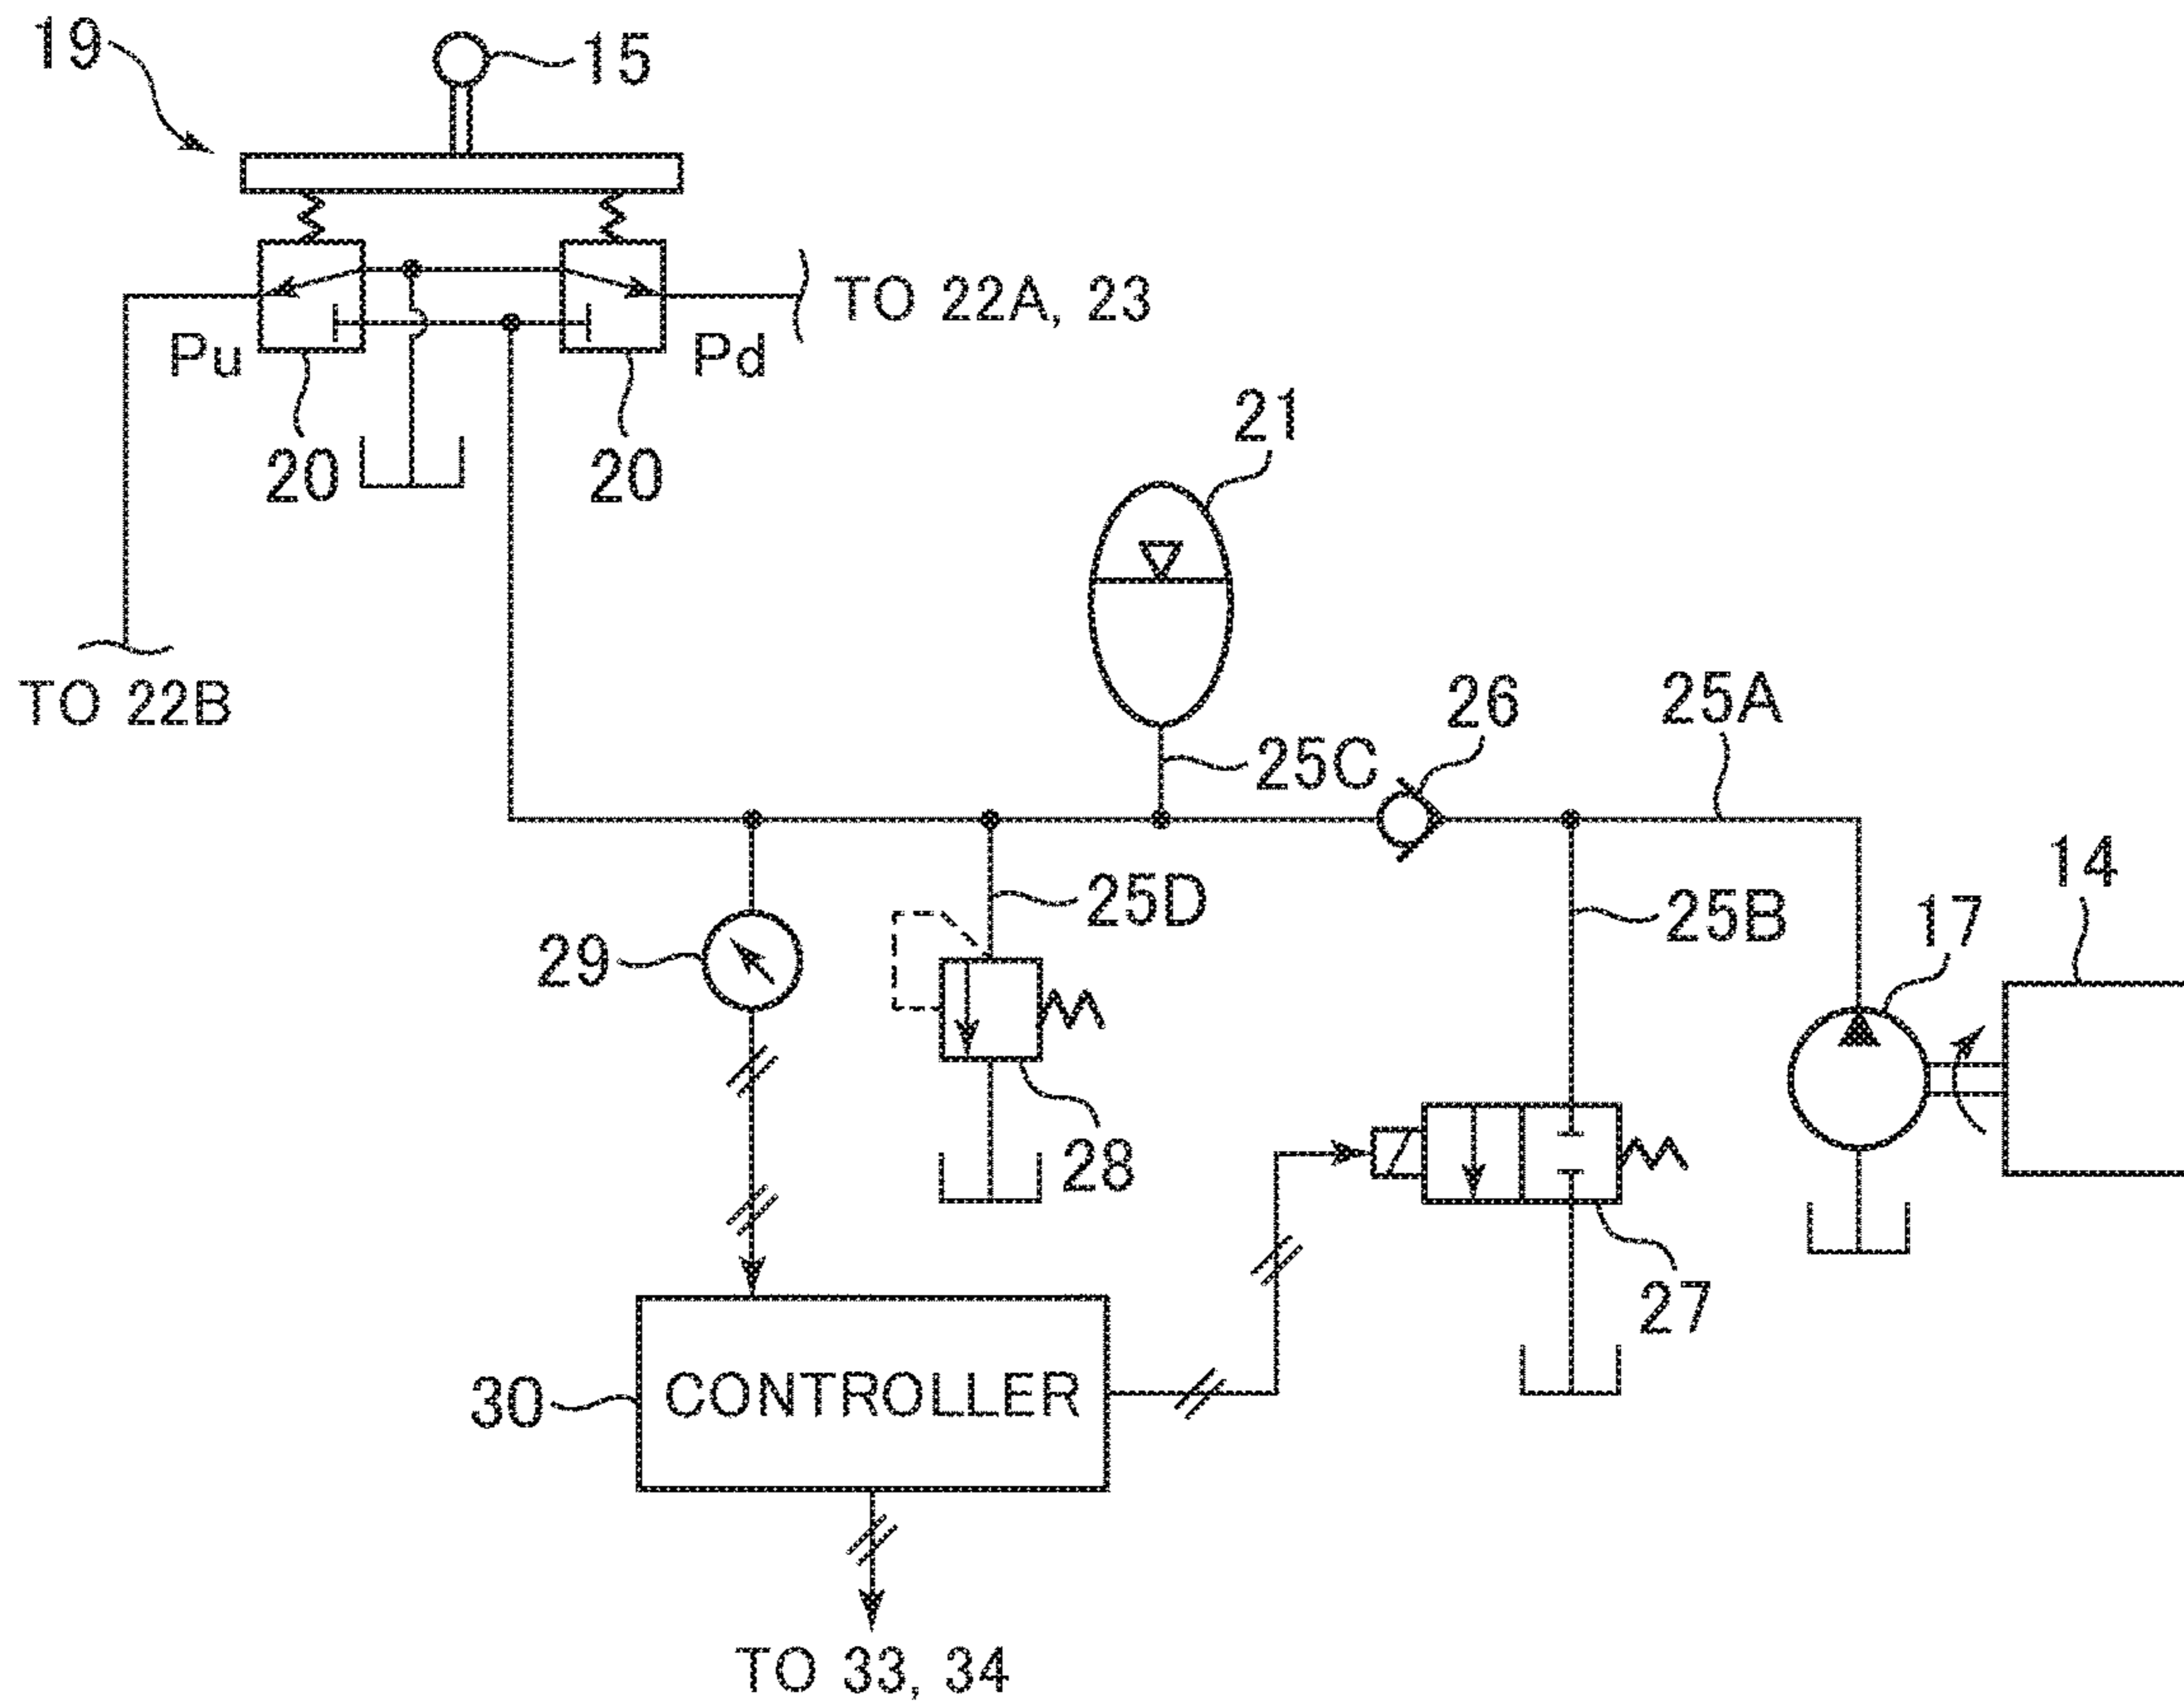 19
15
TO 22A, 23
Pu
Pd
20
20
21
TO 22B
25C
26
25A
14
25D
25B
17
29
28
27
30
CONTROLLER
TO 33, 34